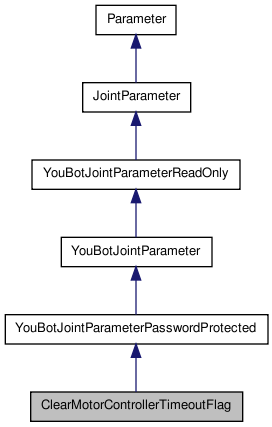 Parameter
JointParameter
YouBotJointParameterReadOnly
YouBotJointParameter
YouBotJointParameterPasswordProtected
ClearMotorControllerTimeoutFlag